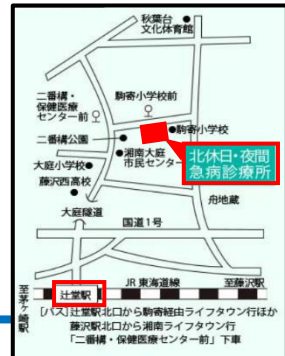 秋葉台
文化体育館
二番構・
保健医療
センター前
駒寄小学校前
駒寄小学校
二番構公園
湘南大庭
市民センター
北休日・夜間
急病診療所
大庭小学校
藤沢西高校
舟地蔵
大庭隧道
国道1号
至茅ヶ崎駅
JR 東海道線
至藤沢駅
辻堂駅
[バス]辻堂駅北口から駒寄経由ライフタウン行ほか
藤沢駅北口から湘南ライフタウン行
「二番構・保健医療センター前」下車